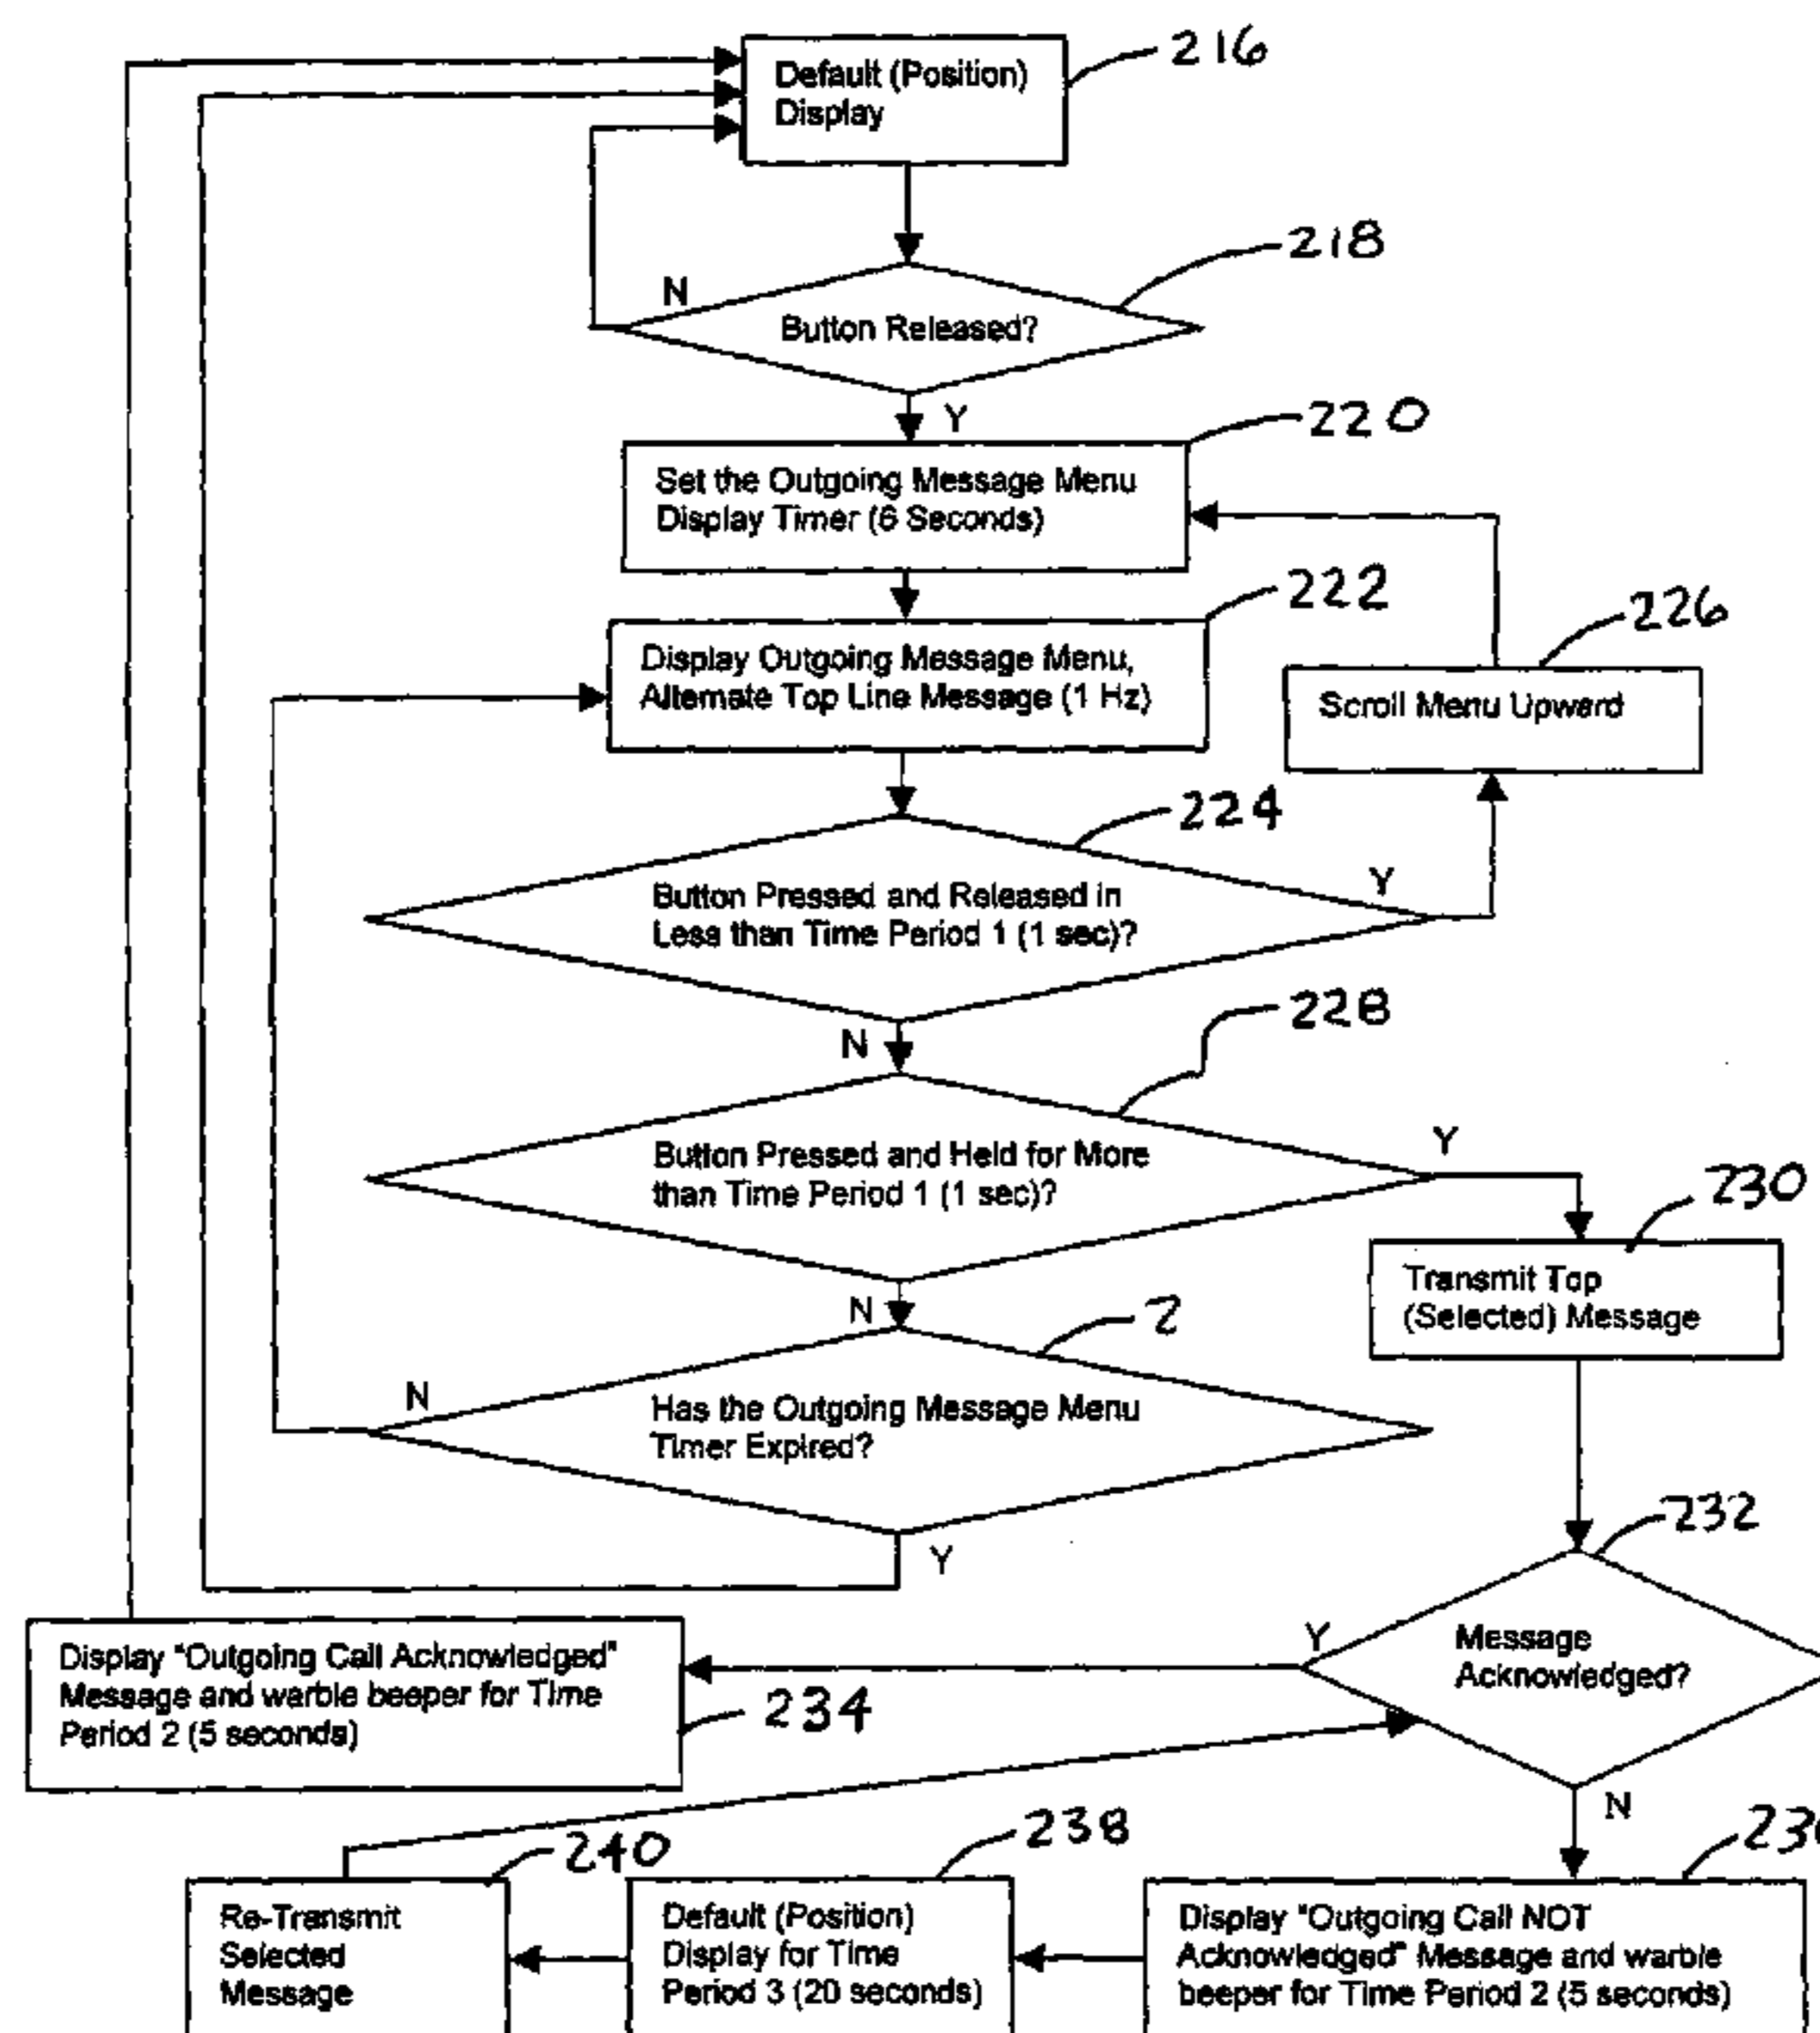 Default (Position)
Display
216
N
Button Released?
218
Y
Set the Outgoing Message Menu
Display Timer (6 Seconds)
220
Display Outgoing Message Menu,
Alternate Top Line Message (1 Hz)
222
Scroll Menu Upward
226
Button Pressed and Released in
Less than Time Period 1 (1 sec)?
224
Y
N
Button Pressed and Held for More
than Time Period 1 (1 sec)?
228
Y
N
Transmit Top
(Selected) Message
230
Has the Outgoing Message Menu
Timer Expired?
2
N
Y
Message
Acknowledged?
232
Y
N
Display "Outgoing Call Acknowledged"
Message and warble beeper for Time
Period 2 (5 seconds)
234
Re-Transmit
Selected
Message
240
Default (Position)
Display for Time
Period 3 (20 seconds)
238
Display "Outgoing Call NOT
Acknowledged" Message and warble
beeper for Time Period 2 (5 seconds)